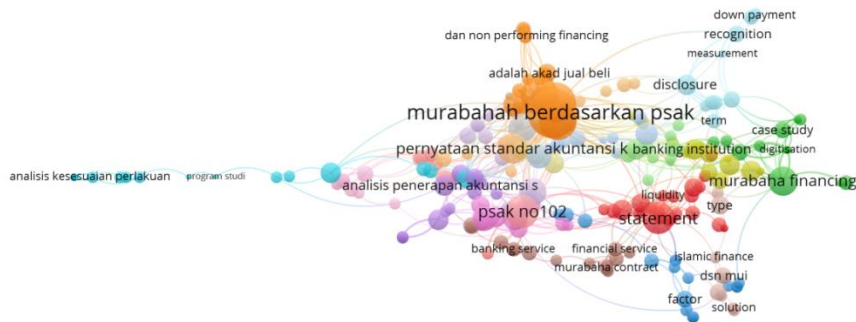 down payment
recognition
dan non performing financing
measurement
adalah akad jual beli
disclosure
murabahah berdasarkan psak
term
case study
pernyataan standar akuntansi k
banking institution
digitisation
analisis kesesuaian perlakuan
program studi
analisis penerapan akuntansi s
murabaha financing
liquidity
type
psak no102
statement
banking service
financial service
islamic finance
murabaha contract
dsn mui
factor
solution